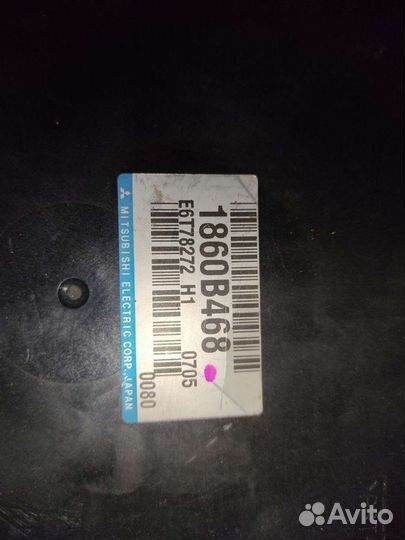 1860B468
E6T78272 H1
0705
0080
MITSUBISHI ELECTRIC CORP. JAPAN
Avito